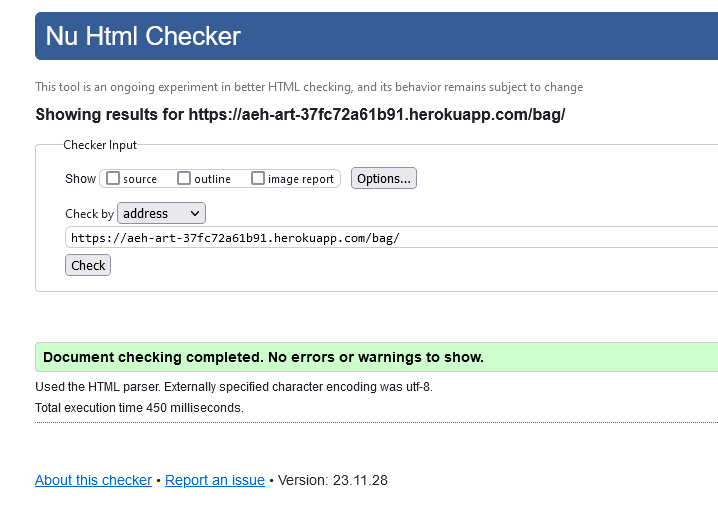 Nu Html Checker
This tool is an ongoing experiment in better HTML checking, and its behavior remains subject to change
Showing results for https://aeh-art-37fc72a61b91.herokuapp.com/bag/
Checker Input
Show source outline image report Options...
Check by address
https://aeh-art-37fc72a61b91.herokuapp.com/bag/
Check
Document checking completed. No errors or warnings to show.
Used the HTML parser. Externally specified character encoding was utf-8.
Total execution time 450 milliseconds.
About this checker • Report an issue • Version: 23.11.28